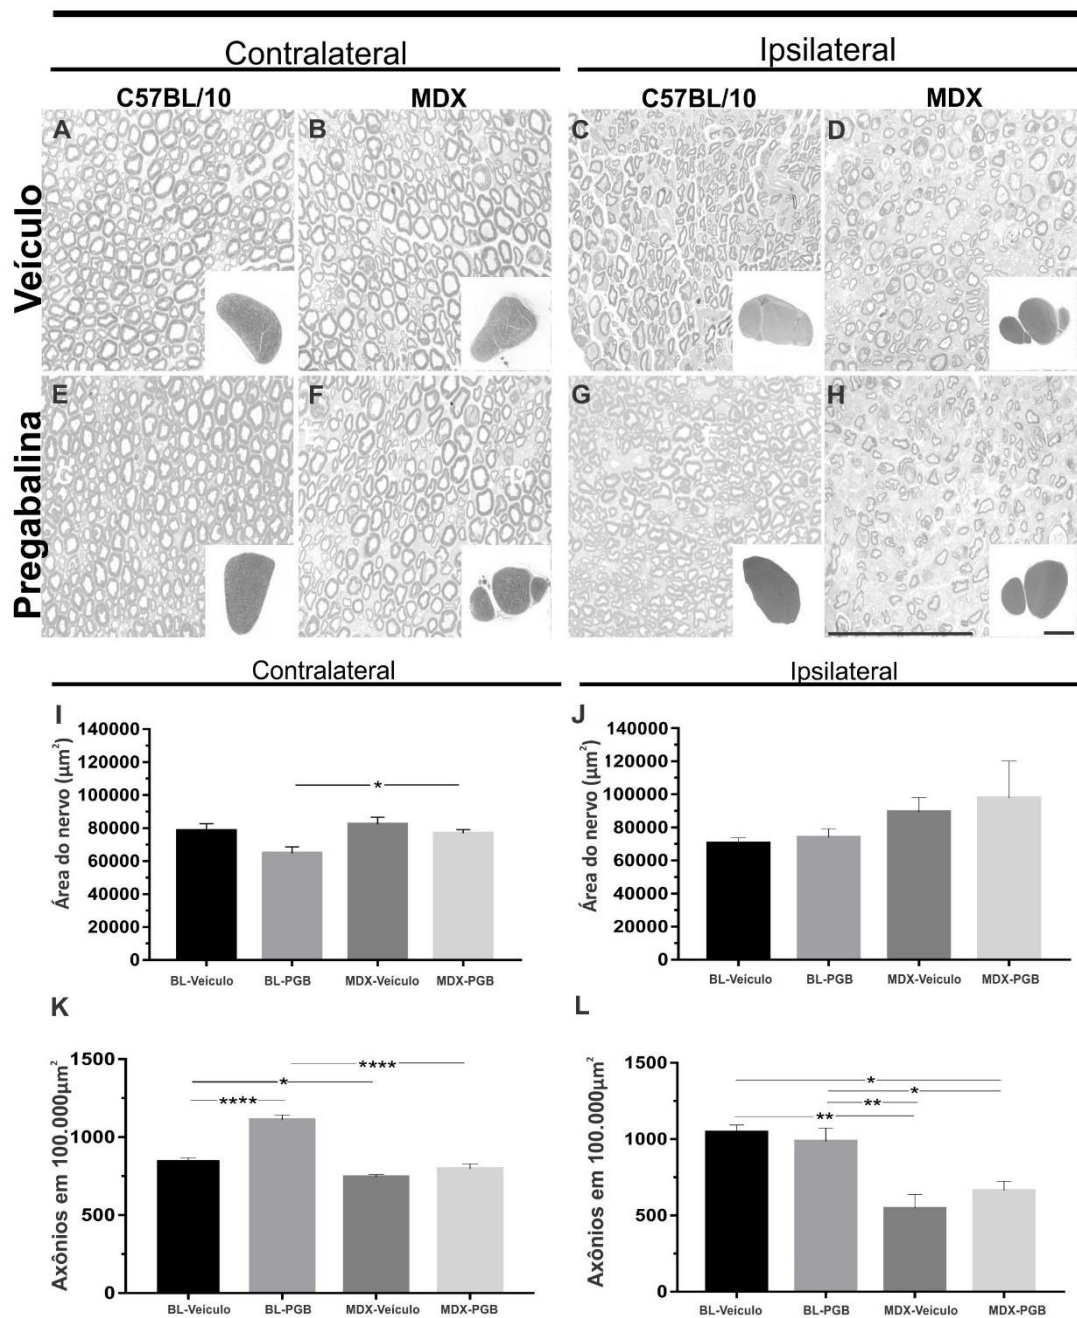 Contralateral
Ipsilateral
C57BL/10
MDX
C57BL/10
MDX
Veículo
A
B
C
D
Pregabalina
E
F
G
H
Contralateral
Ipsilateral
I
Área do nervo (µm²)
140000
120000
100000
80000
60000
40000
20000
0
*
BL-Veículo
BL-PGB
MDX-Veículo
MDX-PGB
J
Área do nervo (µm²)
140000
120000
100000
80000
60000
40000
20000
0
BL-Veículo
BL-PGB
MDX-Veículo
MDX-PGB
K
Axônios em 100.000µm²
1500
1000
500
0
****
*
****
BL-Veículo
BL-PGB
MDX-Veículo
MDX-PGB
L
Axônios em 100.000µm²
1500
1000
500
0
*
*
**
**
BL-Veículo
BL-PGB
MDX-Veículo
MDX-PGB